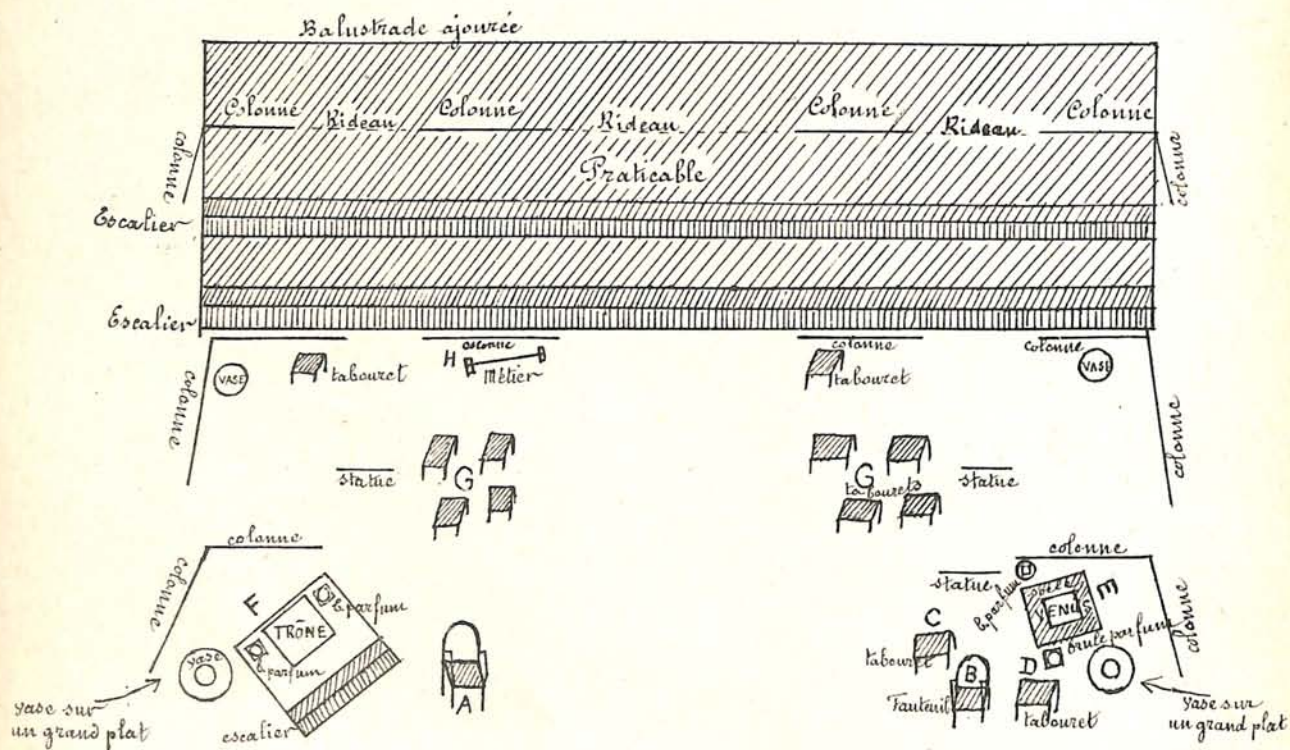 Balustrade ajourée
Colonne Rideau Colonne Rideau Colonne Rideau Colonne
colonne
colonne
Praticable
Escalier
Escalier
colonne
VASE
tabouret
H
colonne
Métier
colonne
tabouret
colonne
VASE
colonne
statue
G
G
tabourets
statue
colonne
colonne
F
b. parfum
TRÔNE
b. parfum
vase
vase sur
un grand plat
escalier
A
colonne
colonne
statue
b. parfum
VENUS
E
C
tabouret
B
Fauteuil
D
brule parfum
tabouret
vase sur
un grand plat